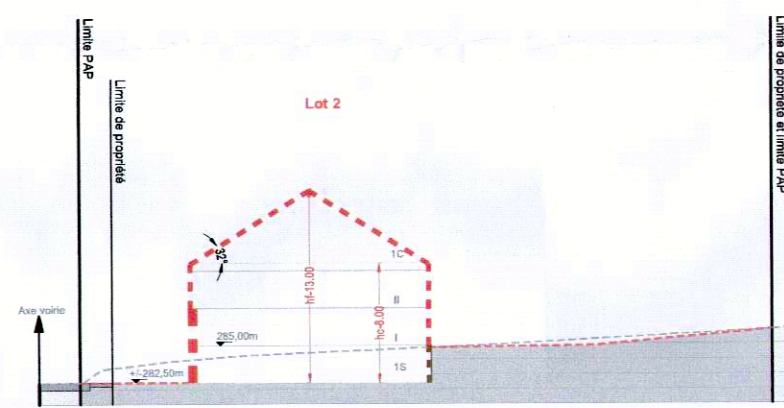 Limite PAP
Limite de propriété
Lot 2
Limite de propriété et limite PAP
32°
1C
hf-13.00
hc-8.00
II
Axe voirie
285,00m
I
1S
+/-282,50m